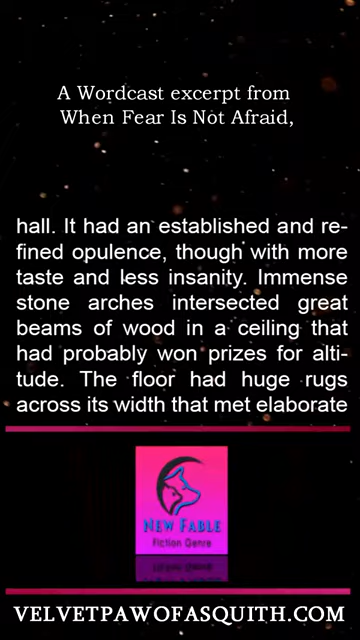 A Wordcast excerpt from
When Fear Is Not Afraid,
hall. It had an established and re-
fined opulence, though with more
taste and less insanity. Immense
stone arches intersected great
beams of wood in a ceiling that
had probably won prizes for alti-
tude. The floor had huge rugs
across its width that met elaborate
New Fable
Fiction Genre
VELVETPAWOFASQUITH.COM